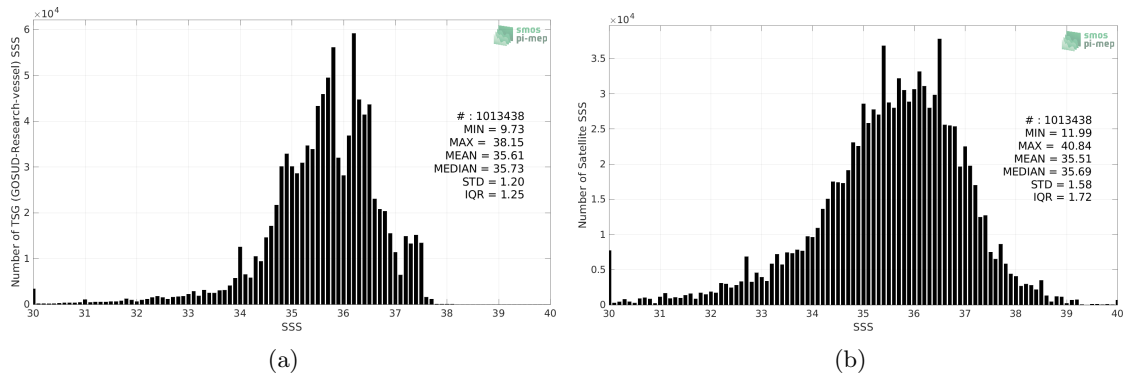 ×10⁴
6
5
4
3
2
1
0
Number of TSG (GOSUD-Research-vessel) SSS
smos
pi-mep
# : 1013438
MIN = 9.73
MAX = 38.15
MEAN = 35.61
MEDIAN = 35.73
STD = 1.20
IQR = 1.25
30 31 32 33 34 35 36 37 38 39 40
SSS
(a)
×10⁴
3.5
3
2.5
2
1.5
1
0.5
0
Number of Satellite SSS
smos
pi-mep
# : 1013438
MIN = 11.99
MAX = 40.84
MEAN = 35.51
MEDIAN = 35.69
STD = 1.58
IQR = 1.72
30 31 32 33 34 35 36 37 38 39 40
SSS
(b)